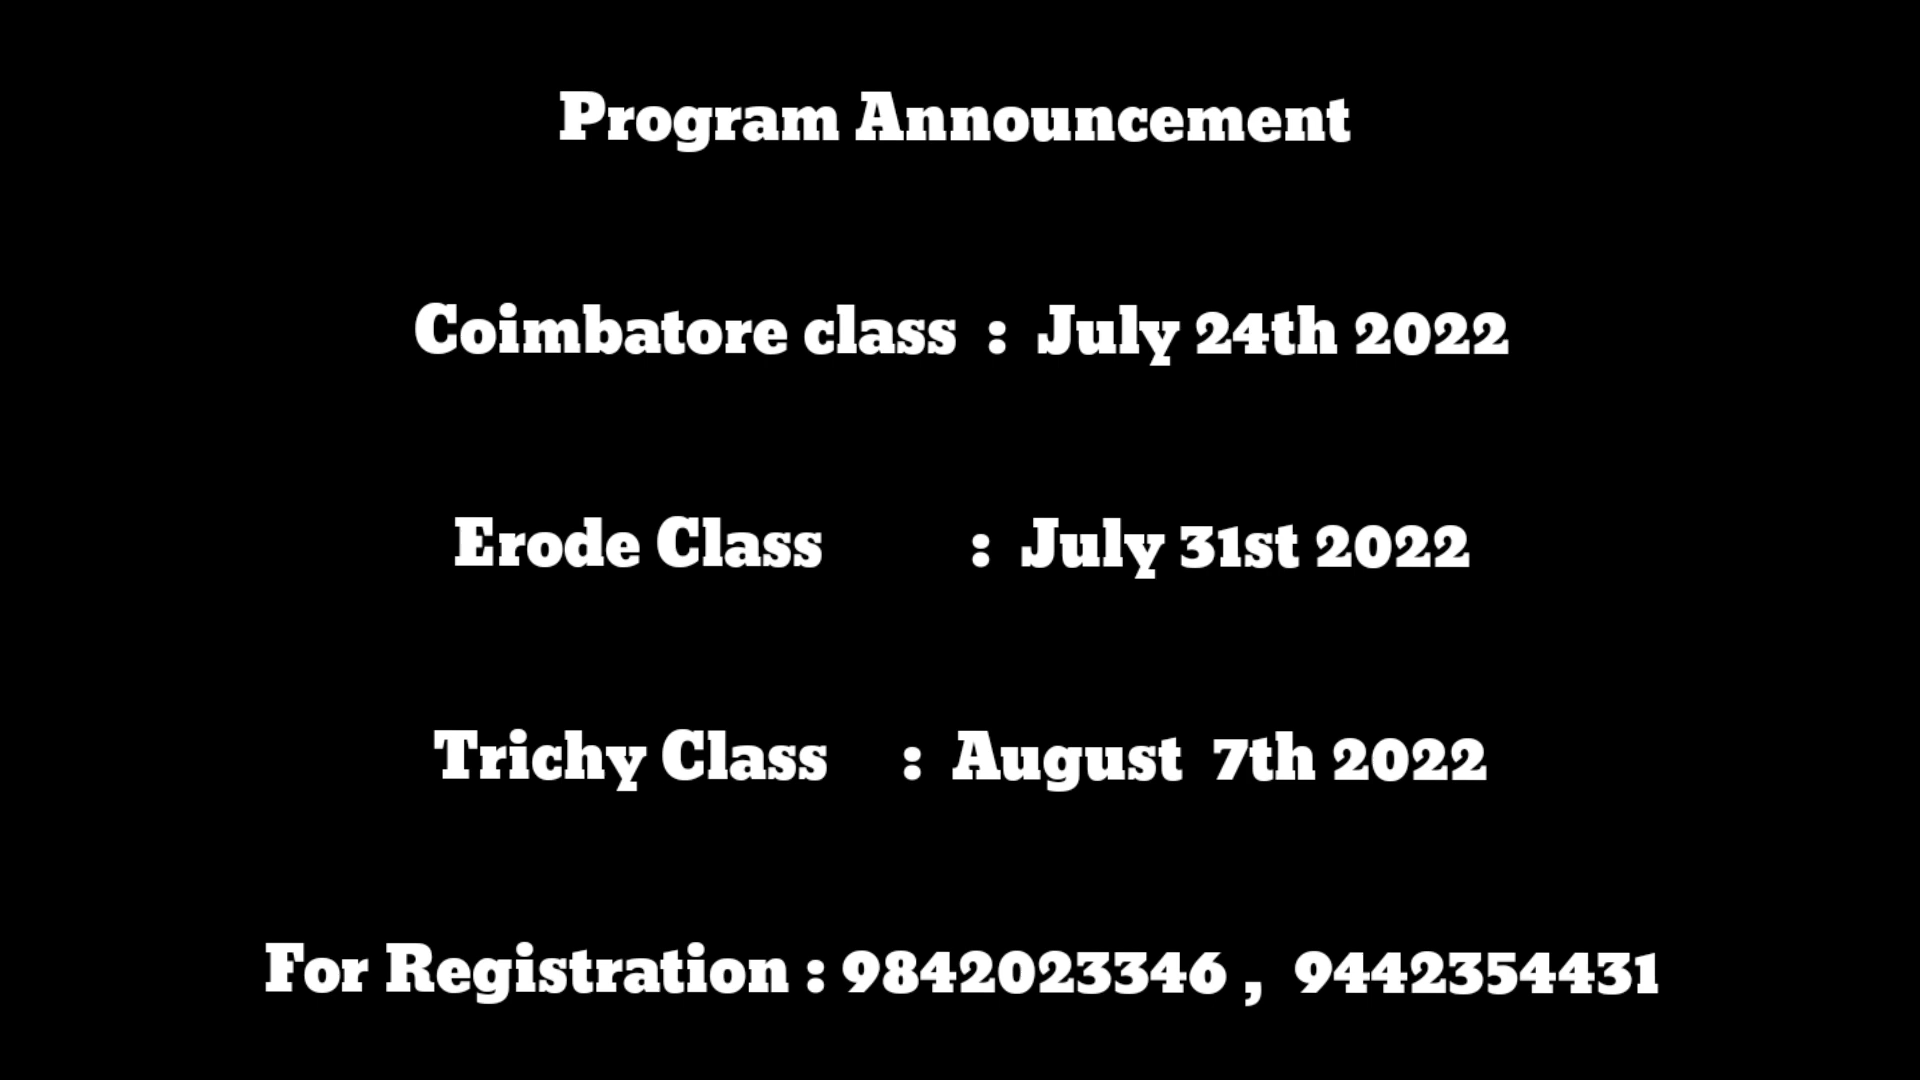 Program Announcement
Coimbatore class : July 24th 2022
Erode Class : July 31st 2022
Trichy Class : August 7th 2022
For Registration : 9842023346 , 9442354431